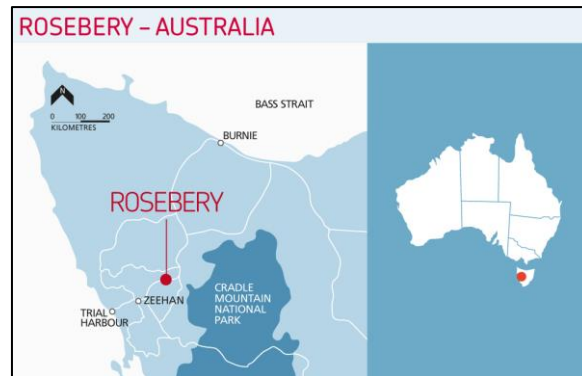 ROSEBERY – AUSTRALIA
N
0 100 200
KILOMETRES
BASS STRAIT
BURNIE
ROSEBERY
CRADLE
MOUNTAIN
NATIONAL
PARK
ZEEHAN
TRIAL
HARBOUR